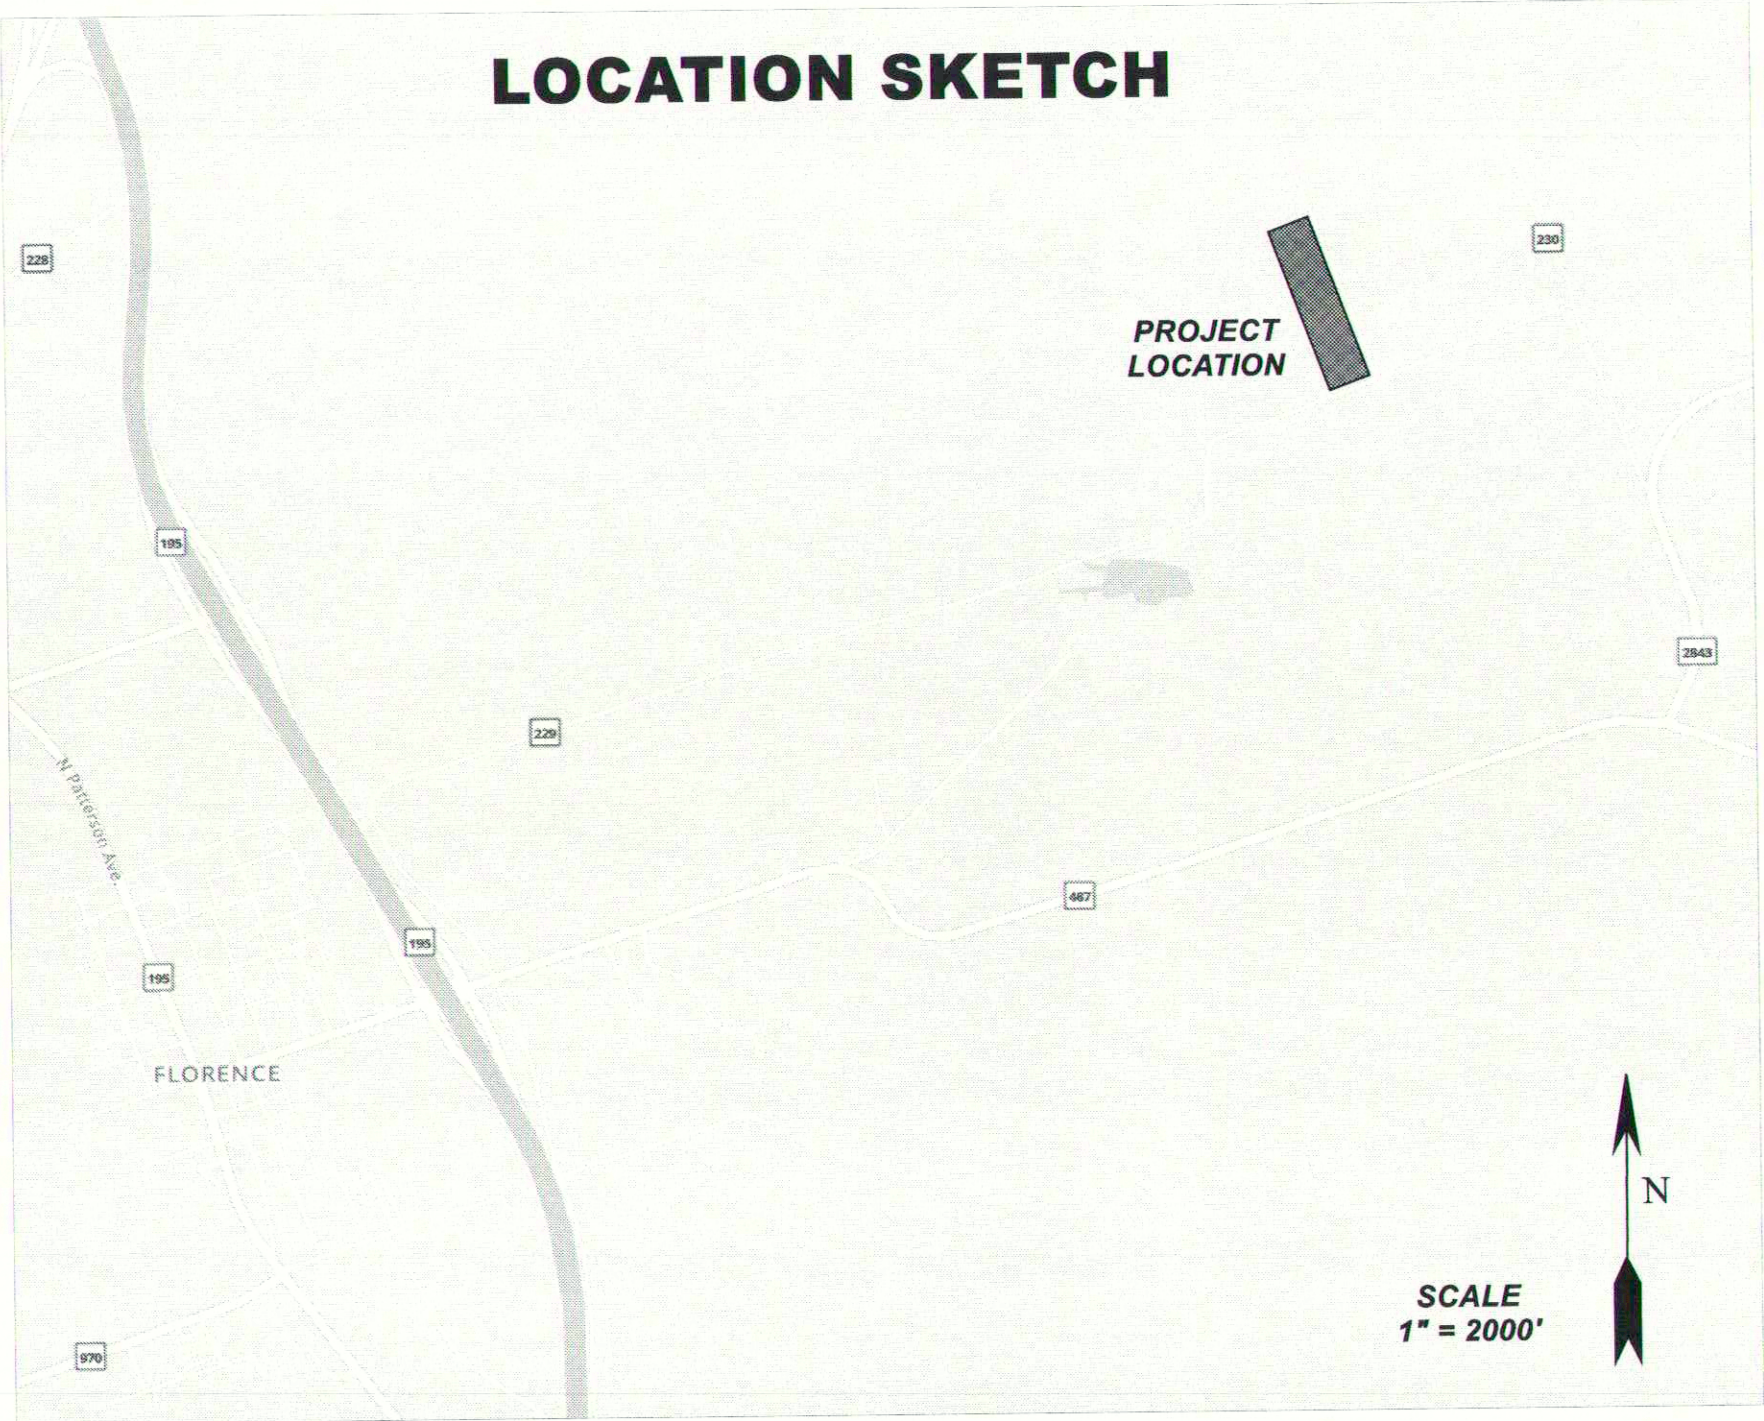 LOCATION SKETCH
228
230
PROJECT
LOCATION
195
2843
229
N Patterson Ave.
467
195
195
FLORENCE
N
SCALE
1" = 2000'
970